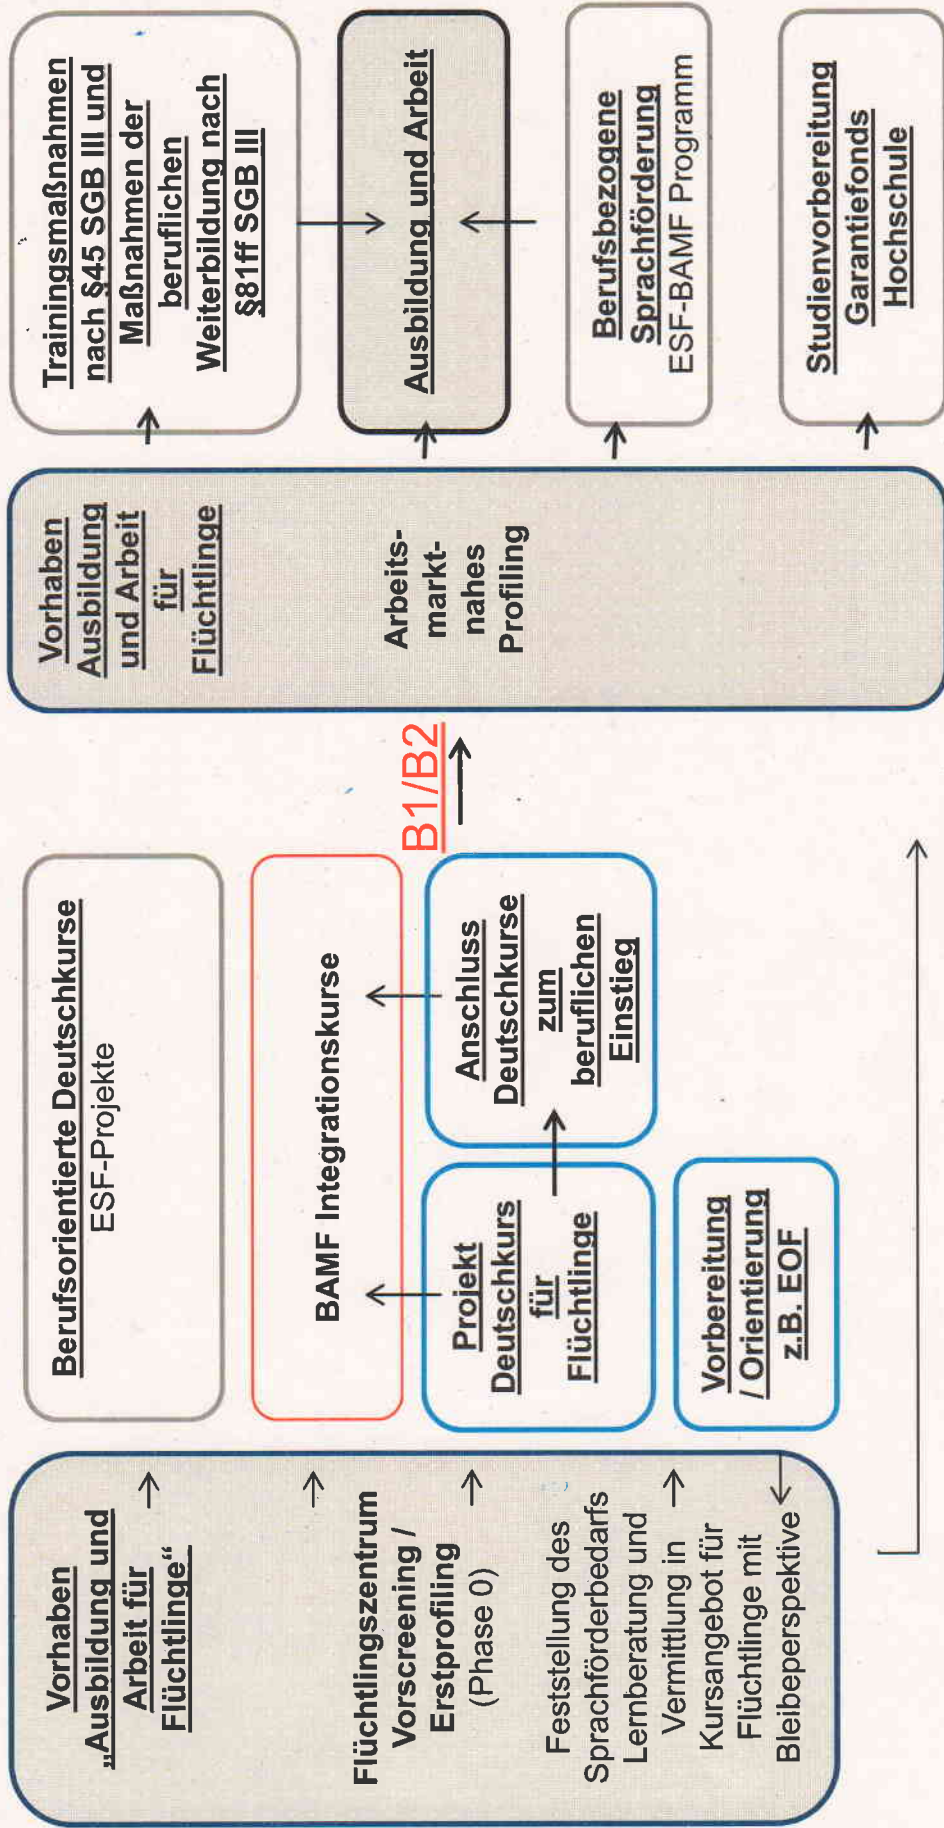 Vorhaben
„Ausbildung und
Arbeit für
Flüchtlinge“
Flüchtlingszentrum
Vorscreening /
Erstprofiling
(Phase 0)
Feststellung des
Sprachförderbedarfs
Lernberatung und
Vermittlung in
Kursangebot für
Flüchtlinge mit
Bleibeperspektive
Berufsorientierte Deutschkurse
ESF-Projekte
BAMF Integrationskurse
Projekt
Deutschkurs
für
Flüchtlinge
Anschluss
Deutschkurse
zum
beruflichen
Einstieg
Vorbereitung
/ Orientierung
z.B. EOF
B1/B2
Vorhaben
Ausbildung
und Arbeit
für
Flüchtlinge
Arbeits-
markt-
nahes
Profiling
Trainingsmaßnahmen
nach §45 SGB III und
Maßnahmen der
beruflichen
Weiterbildung nach
§81ff SGB III
Ausbildung und Arbeit
Berufsbezogene
Sprachförderung
ESF-BAMF Programm
Studienvorbereitung
Garantiefonds
Hochschule